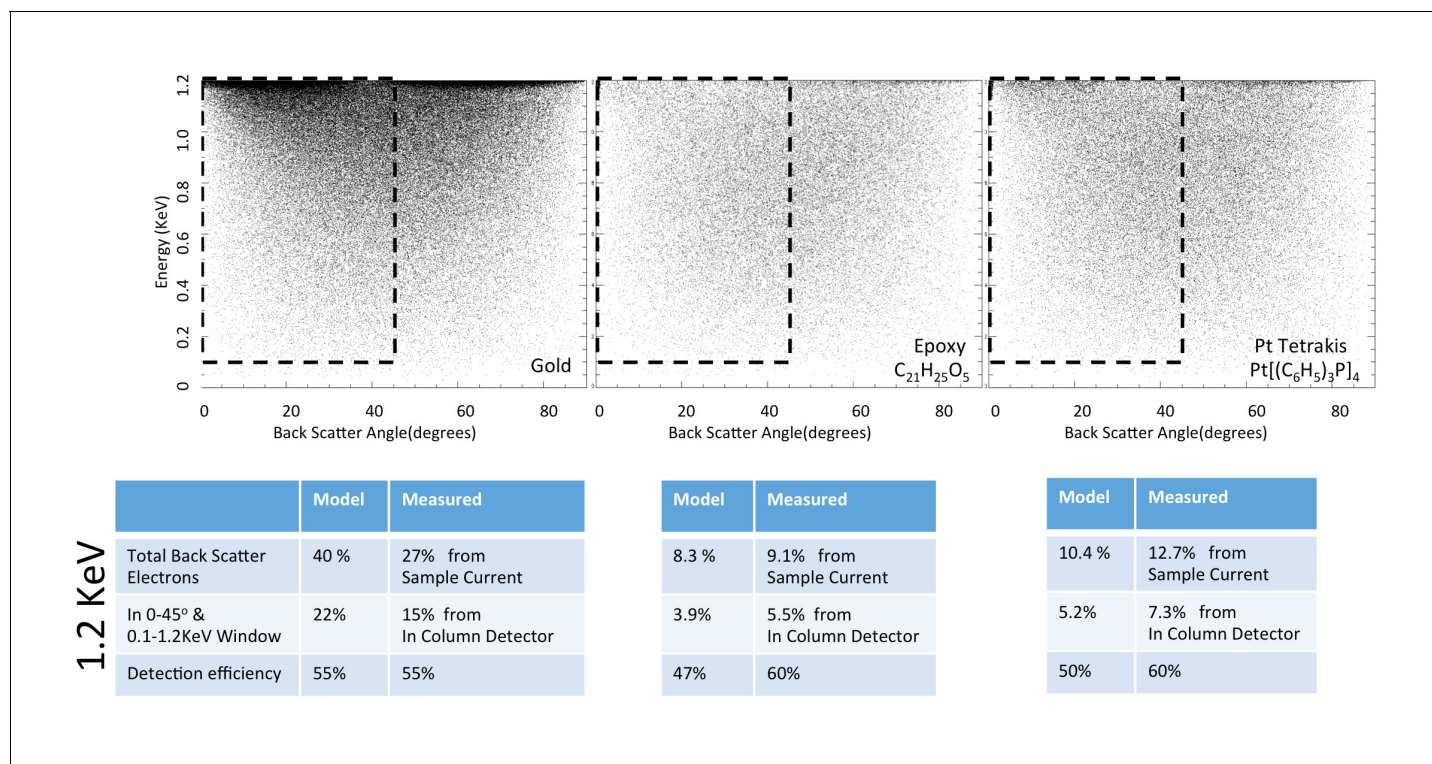 1.2
1.0
0.8
0.6
0.4
0.2
0
Energy (KeV)
Gold
Epoxy
C₂₁H₂₅O₅
Pt Tetrakis
Pt[(C₆H₅)₃P]₄
0 20 40 60 80
0 20 40 60 80
0 20 40 60 80
Back Scatter Angle(degrees)
Back Scatter Angle(degrees)
Back Scatter Angle(degrees)
1.2 KeV
Model Measured
Total Back Scatter
Electrons
40 %
27% from
Sample Current
In 0-45° &
0.1-1.2KeV Window
22%
15% from
In Column Detector
Detection efficiency 55% 55%
Model Measured
8.3 %
9.1% from
Sample Current
3.9%
5.5% from
In Column Detector
47% 60%
Model Measured
10.4 %
12.7% from
Sample Current
5.2%
7.3% from
In Column Detector
50% 60%